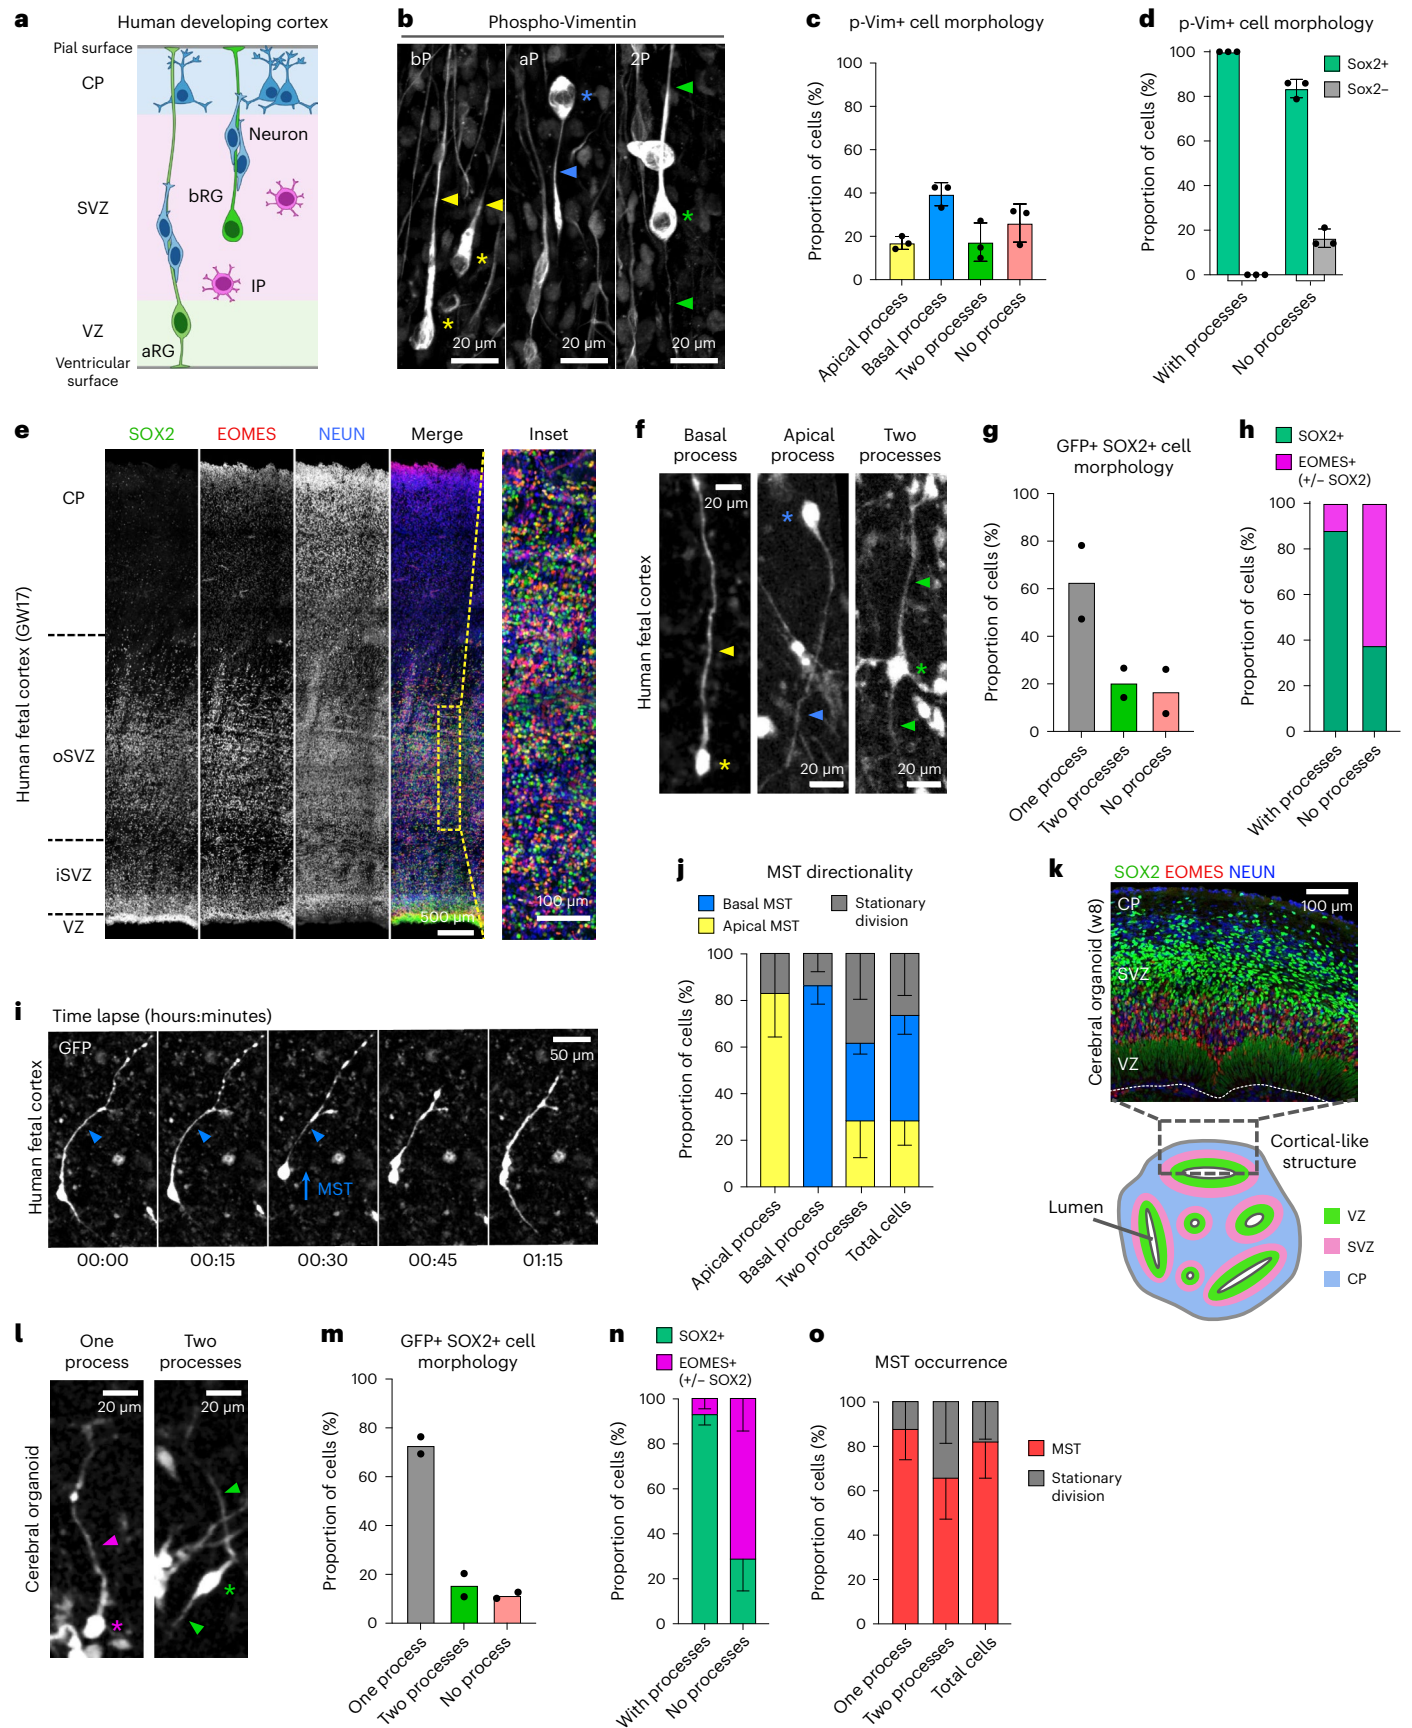 a
Human developing cortex
Pial surface
CP
Neuron
bRG
SVZ
IP
VZ
aRG
Ventricular
surface
b
Phospho-Vimentin
bP
aP
2P
20 µm
20 µm
20 µm
c
p-Vim+ cell morphology
Proportion of cells (%)
100
80
60
40
20
0
Apical process
Basal process
Two processes
No process
d
p-Vim+ cell morphology
Sox2+
Sox2–
Proportion of cells (%)
100
80
60
40
20
0
With processes
No processes
e
SOX2
EOMES
NEUN
Merge
Inset
Human fetal cortex (GW17)
CP
oSVZ
iSVZ
VZ
500 µm
100 µm
f
Basal
process
Apical
process
Two
processes
Human fetal cortex
20 µm
20 µm
20 µm
g
GFP+ SOX2+ cell
morphology
Proportion of cells (%)
100
80
60
40
20
0
One process
Two processes
No process
h
SOX2+
EOMES+
(+/– SOX2)
Proportion of cells (%)
100
80
60
40
20
0
With processes
No processes
i
Time lapse (hours:minutes)
Human fetal cortex
GFP
50 µm
MST
00:00
00:15
00:30
00:45
01:15
j
MST directionality
Basal MST
Apical MST
Stationary
division
Proportion of cells (%)
100
80
60
40
20
0
Apical process
Basal process
Two processes
Total cells
k
SOX2 EOMES NEUN
Cerebral organoid (w8)
100 µm
CP
SVZ
VZ
Cortical-like
structure
Lumen
VZ
SVZ
CP
l
One
process
Two
processes
Cerebral organoid
20 µm
20 µm
m
GFP+ SOX2+ cell
morphology
Proportion of cells (%)
100
80
60
40
20
0
One process
Two processes
No process
n
SOX2+
EOMES+
(+/– SOX2)
Proportion of cells (%)
100
80
60
40
20
0
With processes
No processes
o
MST occurrence
Proportion of cells (%)
100
80
60
40
20
0
One process
Two processes
Total cells
MST
Stationary
division